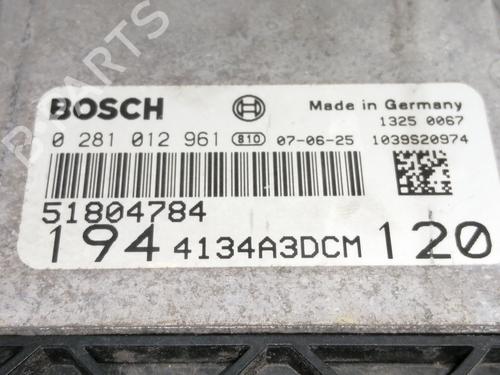 B PARTS
BOSCH
Made in Germany
1325 0067
0 281 012 961 810 07-06-25 1039S20974
51804784
194 4134A3DCM 120